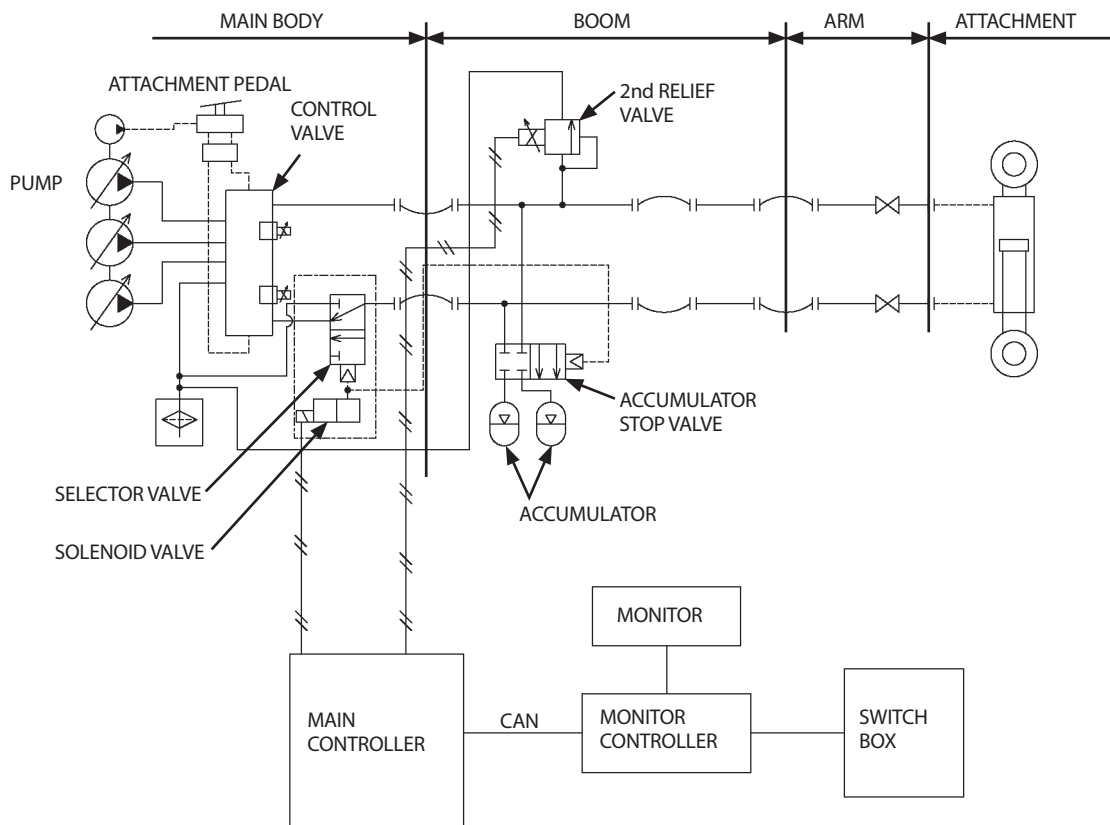 MAIN BODY
BOOM
ARM
ATTACHMENT
ATTACHMENT PEDAL
CONTROL
VALVE
2nd RELIEF
VALVE
PUMP
ACCUMULATOR
STOP VALVE
SELECTOR VALVE
ACCUMULATOR
SOLENOID VALVE
MONITOR
MAIN
CONTROLLER
CAN
MONITOR
CONTROLLER
SWITCH
BOX